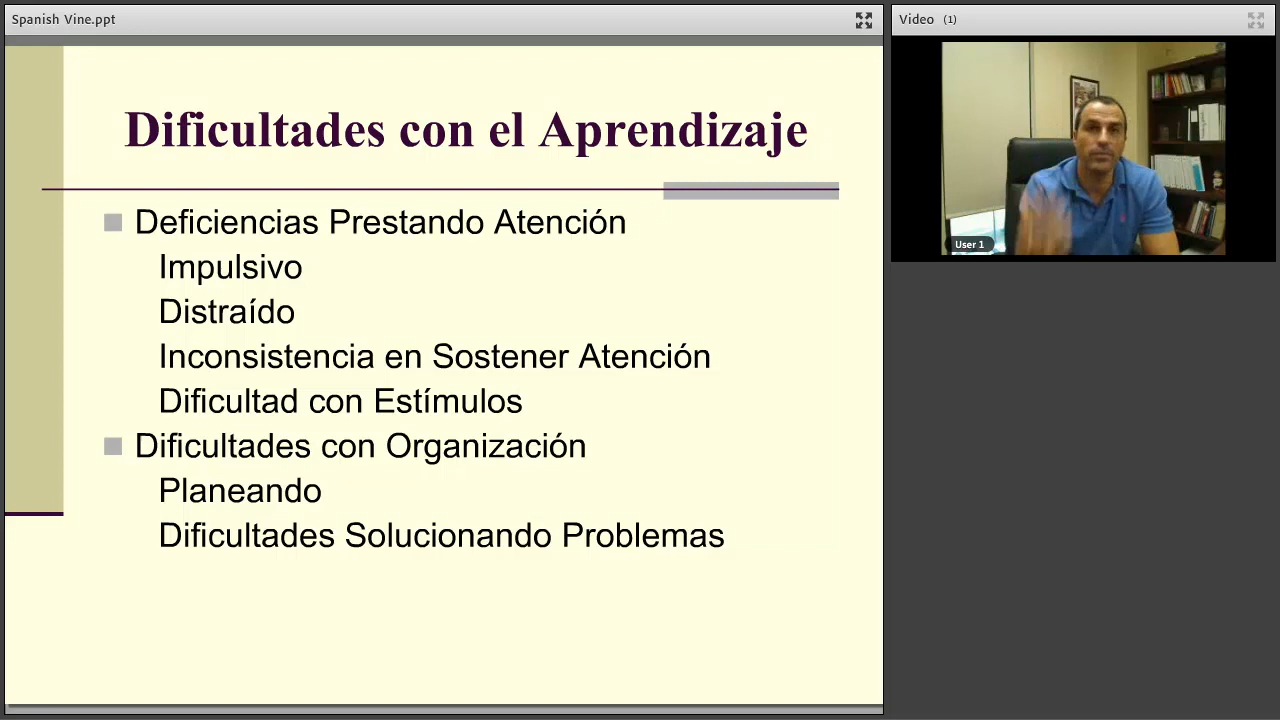 Spanish Vine.ppt
Video (1)
Dificultades con el Aprendizaje
Deficiencias Prestando Atención
Impulsivo
Distraído
Inconsistencia en Sostener Atención
Dificultad con Estímulos
Dificultades con Organización
Planeando
Dificultades Solucionando Problemas
User 1